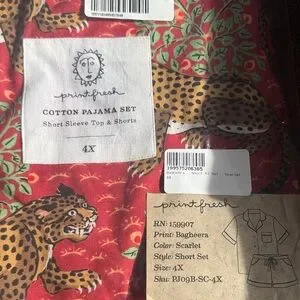 printfresh
COTTON PAJAMA SET
Short Sleeve Top & Shorts
4X
199575206305
printfresh
RN: 159907
Print: Bagheera
Color: Scarlet
Style: Short Set
Size: 4X
Sku: PJ09B-SC-4X